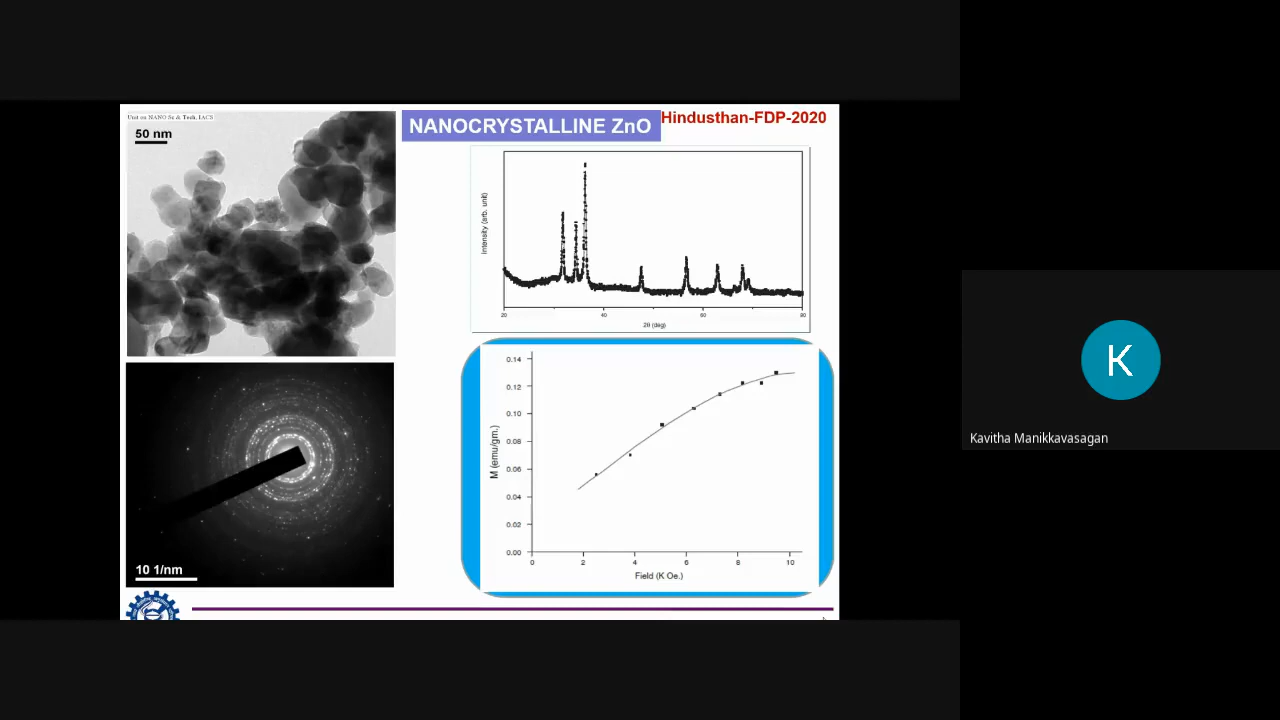 Unit on NANO Sc & Tech, IACS
50 nm
NANOCRYSTALLINE ZnO
Hindusthan-FDP-2020
Intensity (arb. unit)
20
40
60
80
2θ (deg)
10 1/nm
M (emu/gm.)
0.14
0.12
0.10
0.08
0.06
0.04
0.02
0.00
0
2
4
6
8
10
Field (K Oe.)
K
Kavitha Manikkavasagan